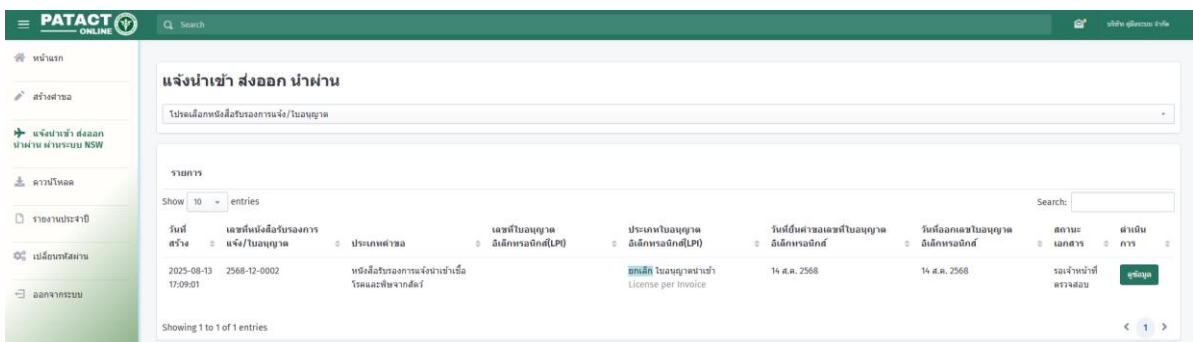 PATACT
ONLINE
Search
บริษัท คู่มือระบบ จำกัด
หน้าแรก
สร้างคำขอ
แจ้งนำเข้า ส่งออก
นำผ่าน ผ่านระบบ NSW
ดาวน์โหลด
รายงานประจำปี
เปลี่ยนรหัสผ่าน
ออกจากระบบ
แจ้งนำเข้า ส่งออก นำผ่าน
โปรดเลือกหนังสือรับรองการแจ้ง/ใบอนุญาต
รายการ
Show 10 entries
Search:
วันที่
สร้าง
เลขที่หนังสือรับรองการ
แจ้ง/ใบอนุญาต
ประเภทคำขอ
เลขที่ใบอนุญาต
อิเล็กทรอนิกส์(LPI)
ประเภทใบอนุญาต
อิเล็กทรอนิกส์(LPI)
วันที่ยื่นคำขอเลขที่ใบอนุญาต
อิเล็กทรอนิกส์
วันที่ออกเลขใบอนุญาต
อิเล็กทรอนิกส์
สถานะ
เอกสาร
ดำเนิน
การ
2025-08-13
17:09:01
2568-12-0002
หนังสือรับรองการแจ้งนำเข้าเชื้อ
โรคและพิษจากสัตว์
ยกเลิก ใบอนุญาตนำเข้า
License per Invoice
14 ส.ค. 2568
14 ส.ค. 2568
รอเจ้าหน้าที่
ตรวจสอบ
ดูข้อมูล
Showing 1 to 1 of 1 entries
1